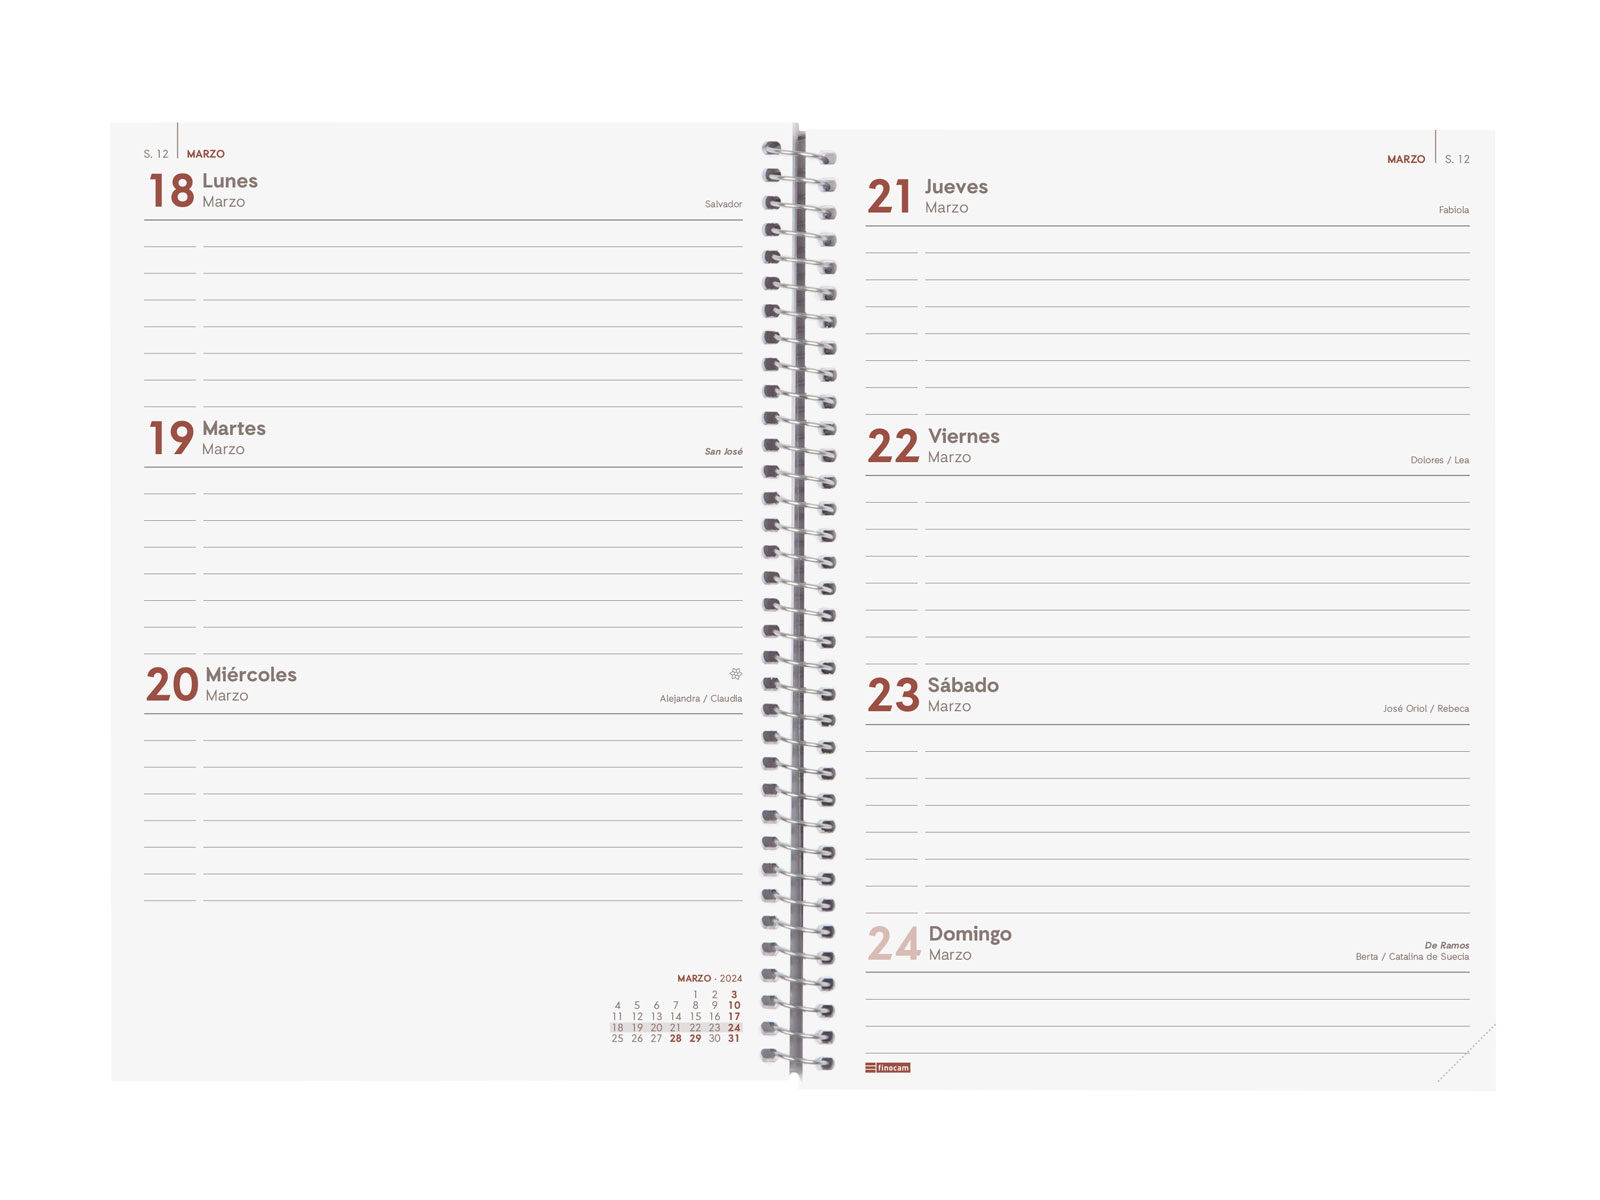 S. 12 MARZO
18 Lunes
Marzo
Salvador
19 Martes
Marzo
San José
20 Miércoles
Marzo
Alejandra / Claudia
MARZO · 2024
1 2 3
4 5 6 7 8 9 10
11 12 13 14 15 16 17
18 19 20 21 22 23 24
25 26 27 28 29 30 31
MARZO S. 12
21 Jueves
Marzo
Fabiola
22 Viernes
Marzo
Dolores / Lea
23 Sábado
Marzo
José Oriol / Rebeca
24 Domingo
Marzo
De Ramos
Berta / Catalina de Suecia
finocam